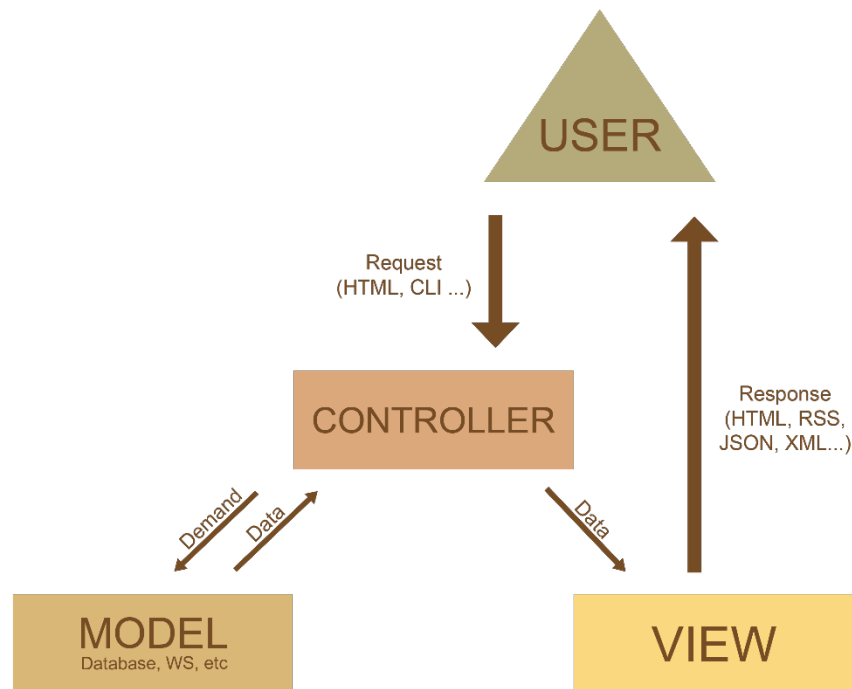 USER
Request
(HTML, CLI ...)
CONTROLLER
Response
(HTML, RSS,
JSON, XML...)
Demand
Data
Data
MODEL
Database, WS, etc
VIEW